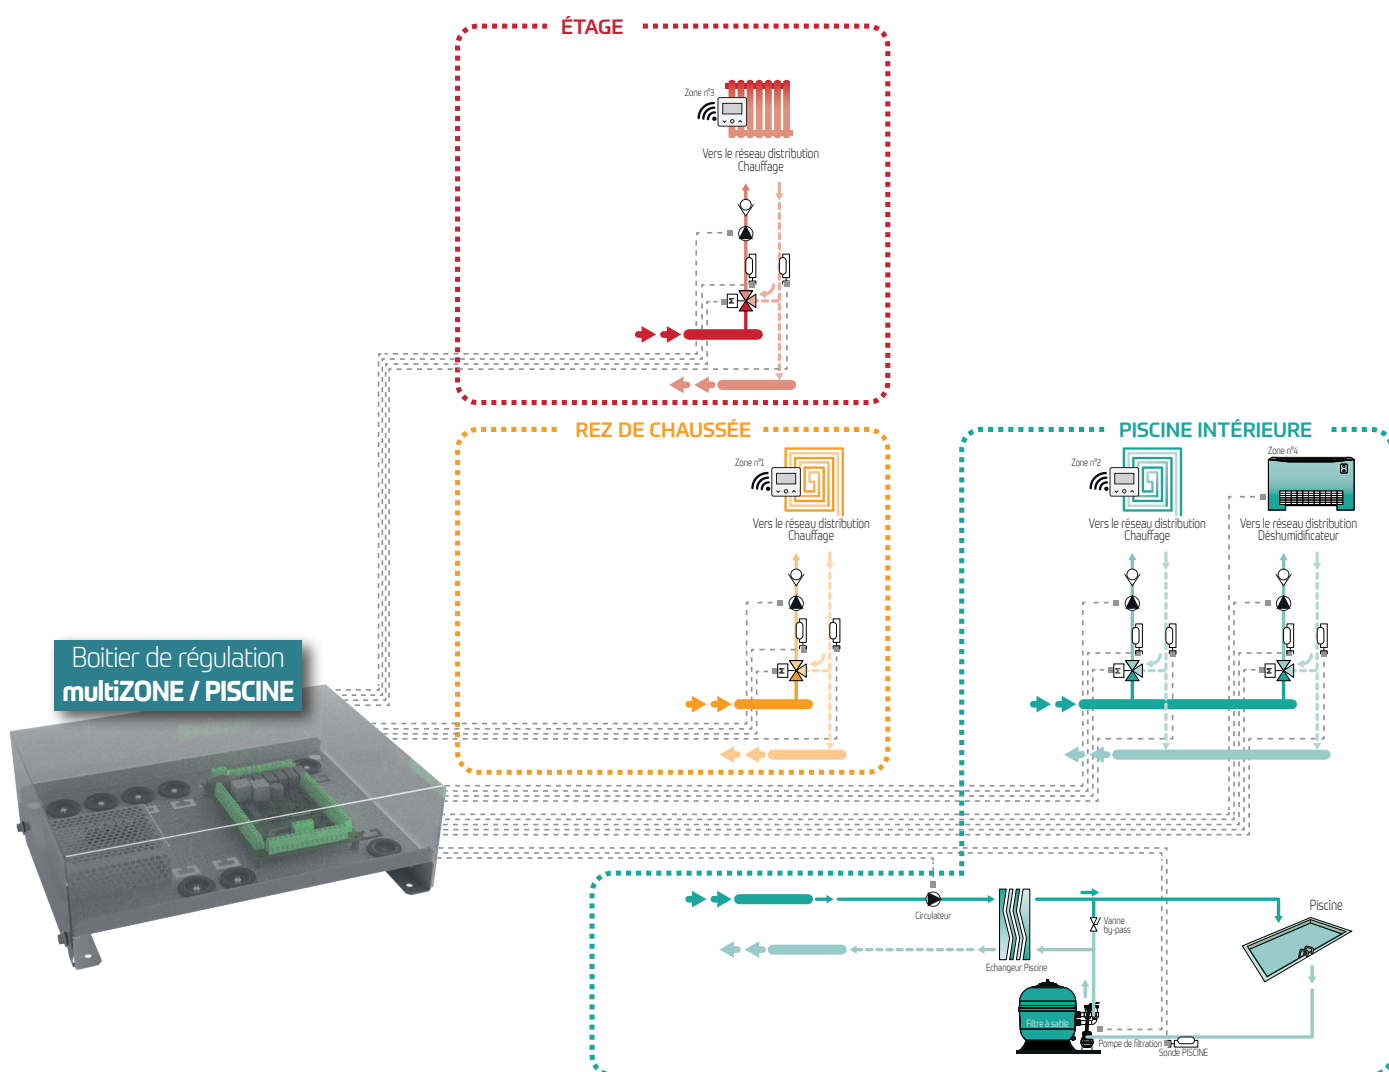 ÉTAGE
Zone n°3
Vers le réseau distribution
Chauffage
M
REZ DE CHAUSSÉE
Zone n°1
Vers le réseau distribution
Chauffage
M
PISCINE INTÉRIEURE
Zone n°2
Vers le réseau distribution
Chauffage
M
Zone n°4
Vers le réseau distribution
Déshumidificateur
M
Boitier de régulation
multiZONE / PISCINE
Circulateur
Echangeur Piscine
Vanne
by-pass
Piscine
Filtre à sable
Pompe de filtration
Sonde PISCINE